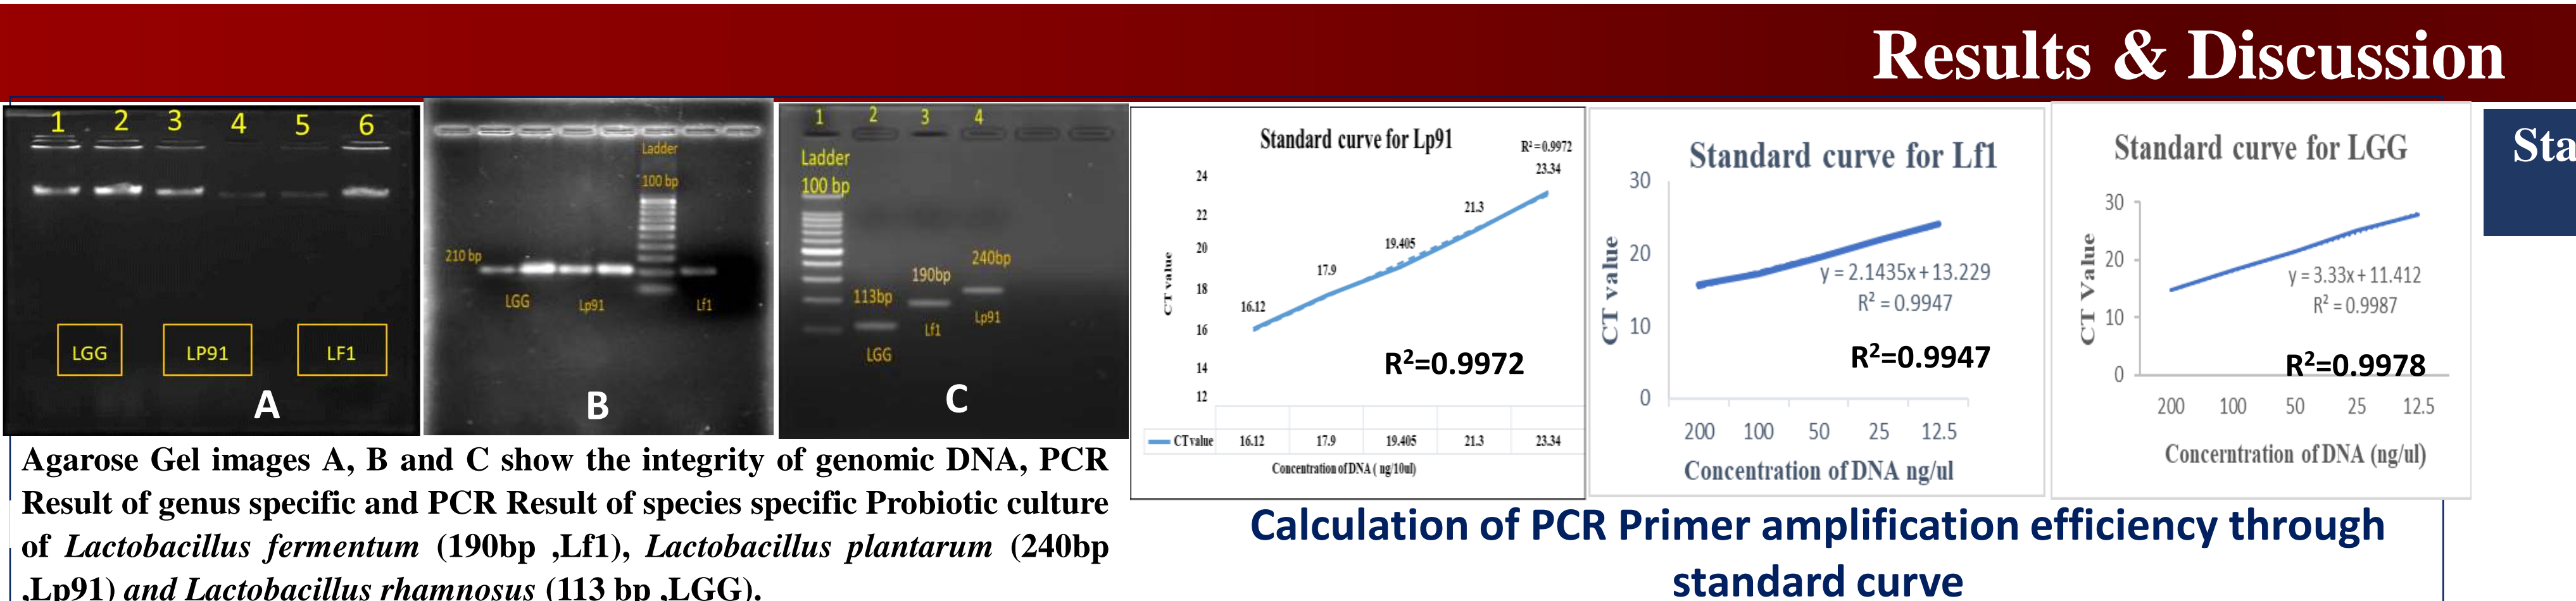 Results & Discussion
1 2 3 4 5 6
LGG LP91 LF1
A
Ladder
100 bp
210 bp
LGG Lp91 Lf1
B
1 2 3 4
Ladder
100 bp
113bp 190bp 240bp
LGG Lf1 Lp91
C
Agarose Gel images A, B and C show the integrity of genomic DNA, PCR
Result of genus specific and PCR Result of species specific Probiotic culture
of Lactobacillus fermentum (190bp ,Lf1), Lactobacillus plantarum (240bp
,Lp91) and Lactobacillus rhamnosus (113 bp ,LGG).
Standard curve for Lp91
R²=0.9972
24
22
20
18
16
14
12
CT value
16.12 17.9 19.405 21.3 23.34
R²=0.9972
CT value 16.12 17.9 19.405 21.3 23.34
Concentration of DNA ( ng/10ul)
Standard curve for Lf1
30
20
10
0
CT value
y = 2.1435x + 13.229
R² = 0.9947
R²=0.9947
200 100 50 25 12.5
Concentration of DNA ng/ul
Standard curve for LGG
30
20
10
0
CT Value
y = 3.33x + 11.412
R² = 0.9987
R²=0.9978
200 100 50 25 12.5
Concerntration of DNA (ng/ul)
Calculation of PCR Primer amplification efficiency through
standard curve
Sta